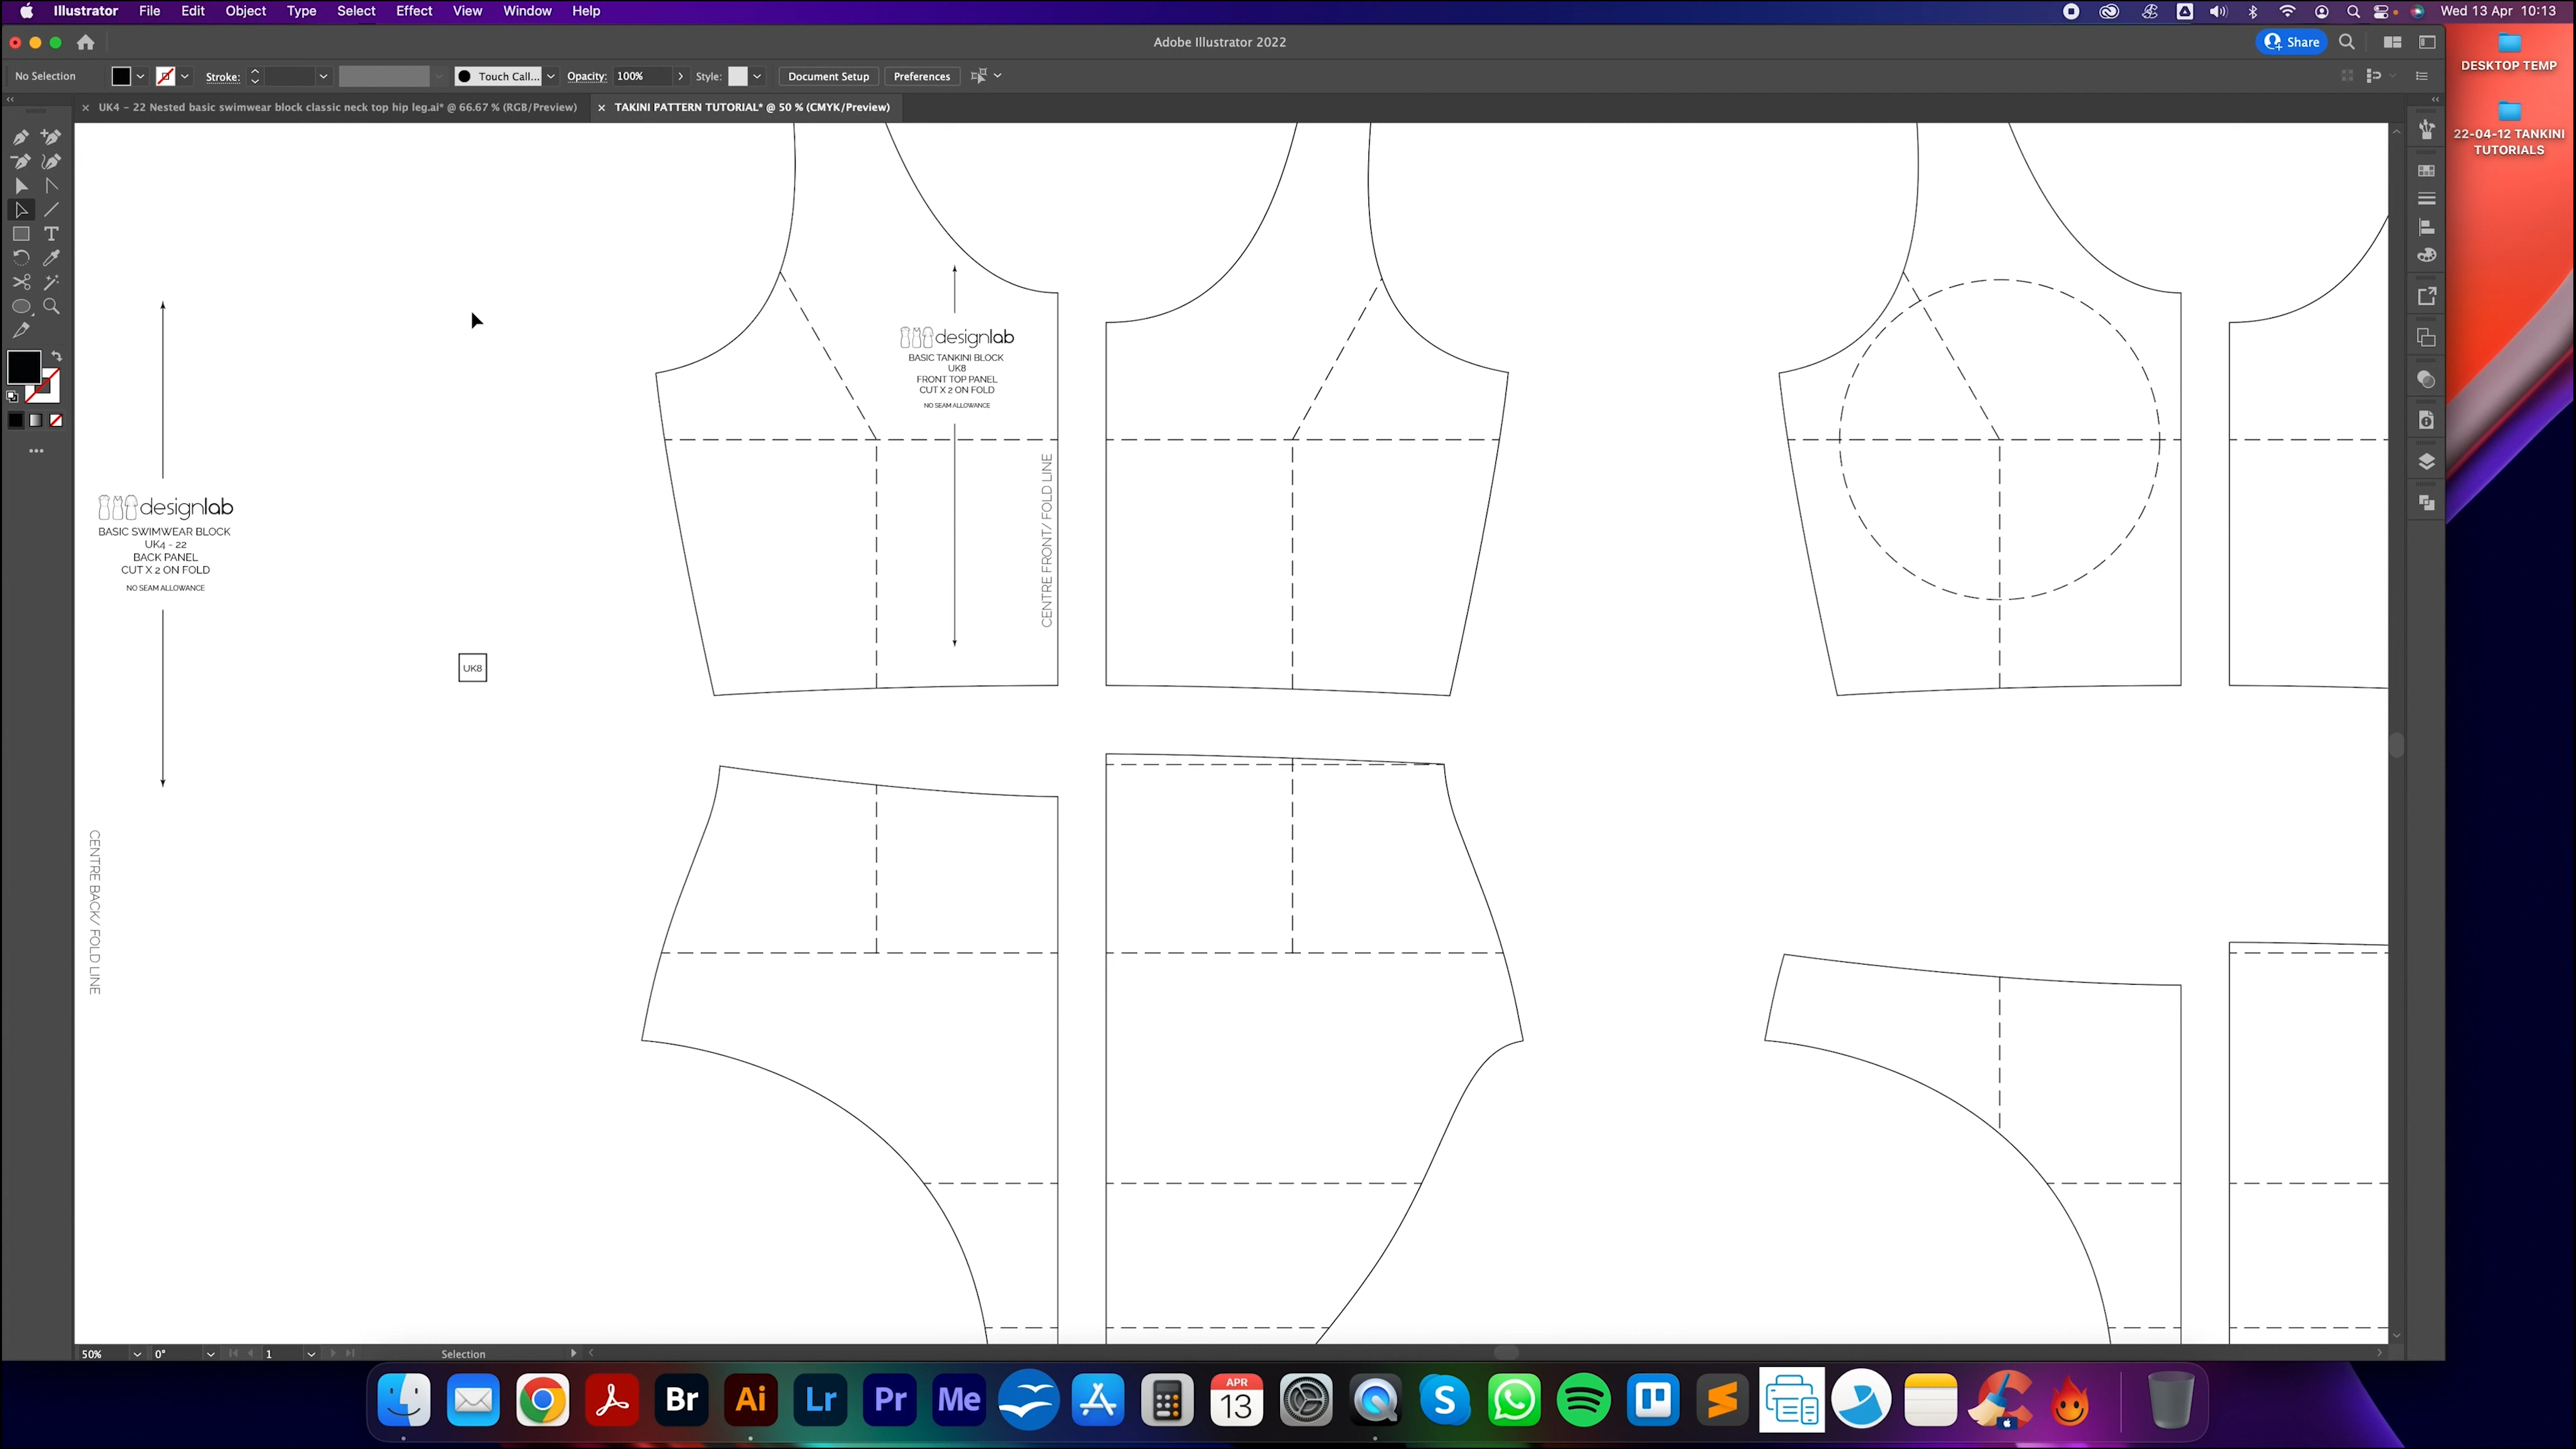 Illustrator File Edit Object Type Select Effect View Window Help
Wed 13 Apr 10:13
Adobe Illustrator 2022
Share
No Selection
Stroke:
Touch Call...
Opacity: 100%
Style:
Document Setup
Preferences
UK4 - 22 Nested basic swimwear block classic neck top hip leg.ai* @ 66.67 % (RGB/Preview)
TAKINI PATTERN TUTORIAL* @ 50 % (CMYK/Preview)
DESKTOP TEMP
22-04-12 TANKINI
TUTORIALS
designlab
BASIC TANKINI BLOCK
UK8
FRONT TOP PANEL
CUT X 2 ON FOLD
NO SEAM ALLOWANCE
CENTRE FRONT/ FOLD LINE
designlab
BASIC SWIMWEAR BLOCK
UK4 - 22
BACK PANEL
CUT X 2 ON FOLD
NO SEAM ALLOWANCE
UK8
CENTRE BACK/ FOLD LINE
50%
0°
1
Selection
Br
Ai
Lr
Pr
Me
APR
13
S